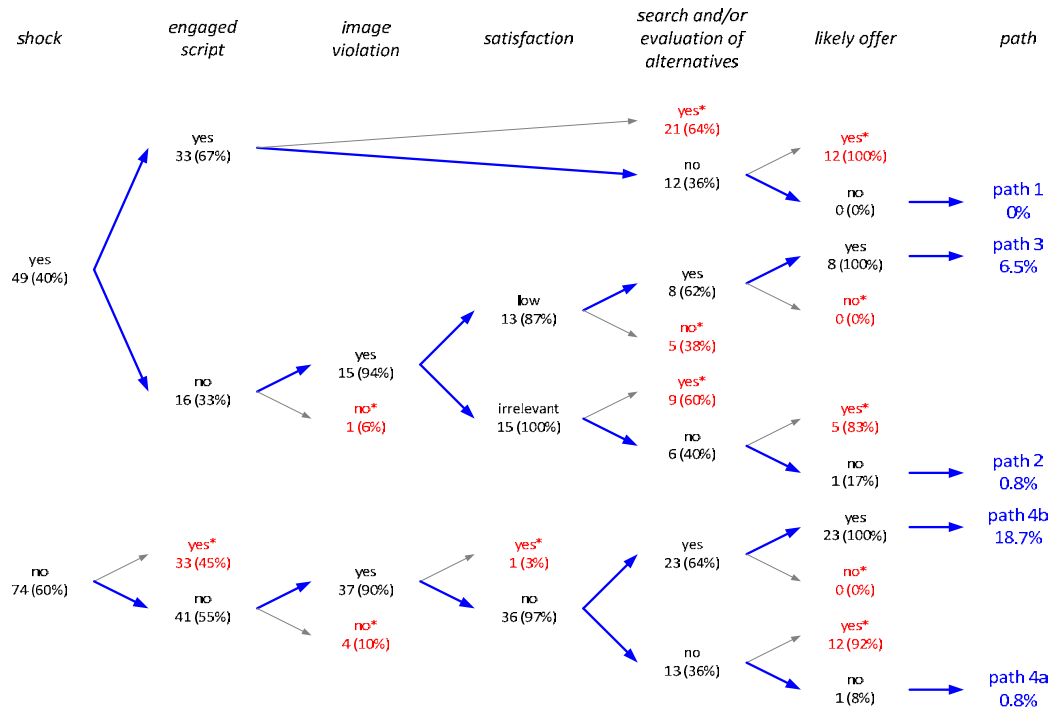 shock
engaged
script
image
violation
satisfaction
search and/or
evaluation of
alternatives
likely offer
path
yes*
21 (64%)
yes
33 (67%)
yes*
12 (100%)
no
12 (36%)
no
0 (0%)
path 1
0%
yes
49 (40%)
yes
8 (100%)
path 3
6.5%
yes
8 (62%)
low
13 (87%)
no*
0 (0%)
no*
5 (38%)
yes
15 (94%)
no
16 (33%)
no*
1 (6%)
yes*
9 (60%)
irrelevant
15 (100%)
yes*
5 (83%)
no
6 (40%)
no
1 (17%)
path 2
0.8%
yes
23 (100%)
path 4b
18.7%
yes*
33 (45%)
yes*
1 (3%)
yes
23 (64%)
no
74 (60%)
yes
37 (90%)
no*
0 (0%)
no
41 (55%)
no
36 (97%)
no*
4 (10%)
yes*
12 (92%)
no
13 (36%)
no
1 (8%)
path 4a
0.8%